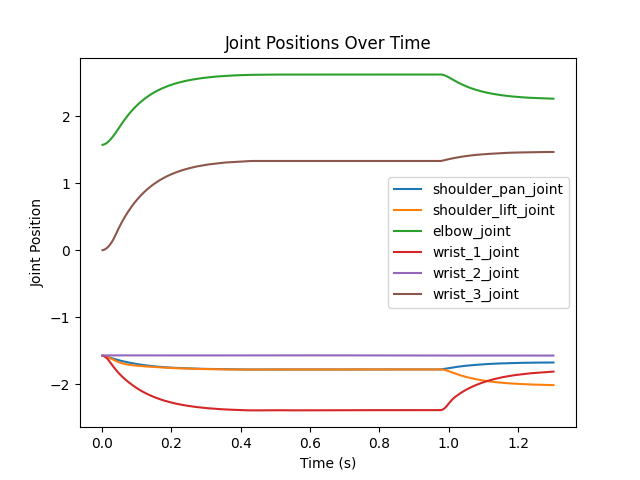 Joint Positions Over Time
Joint Position
2
1
0
−1
−2
shoulder_pan_joint
shoulder_lift_joint
elbow_joint
wrist_1_joint
wrist_2_joint
wrist_3_joint
0.0 0.2 0.4 0.6 0.8 1.0 1.2
Time (s)